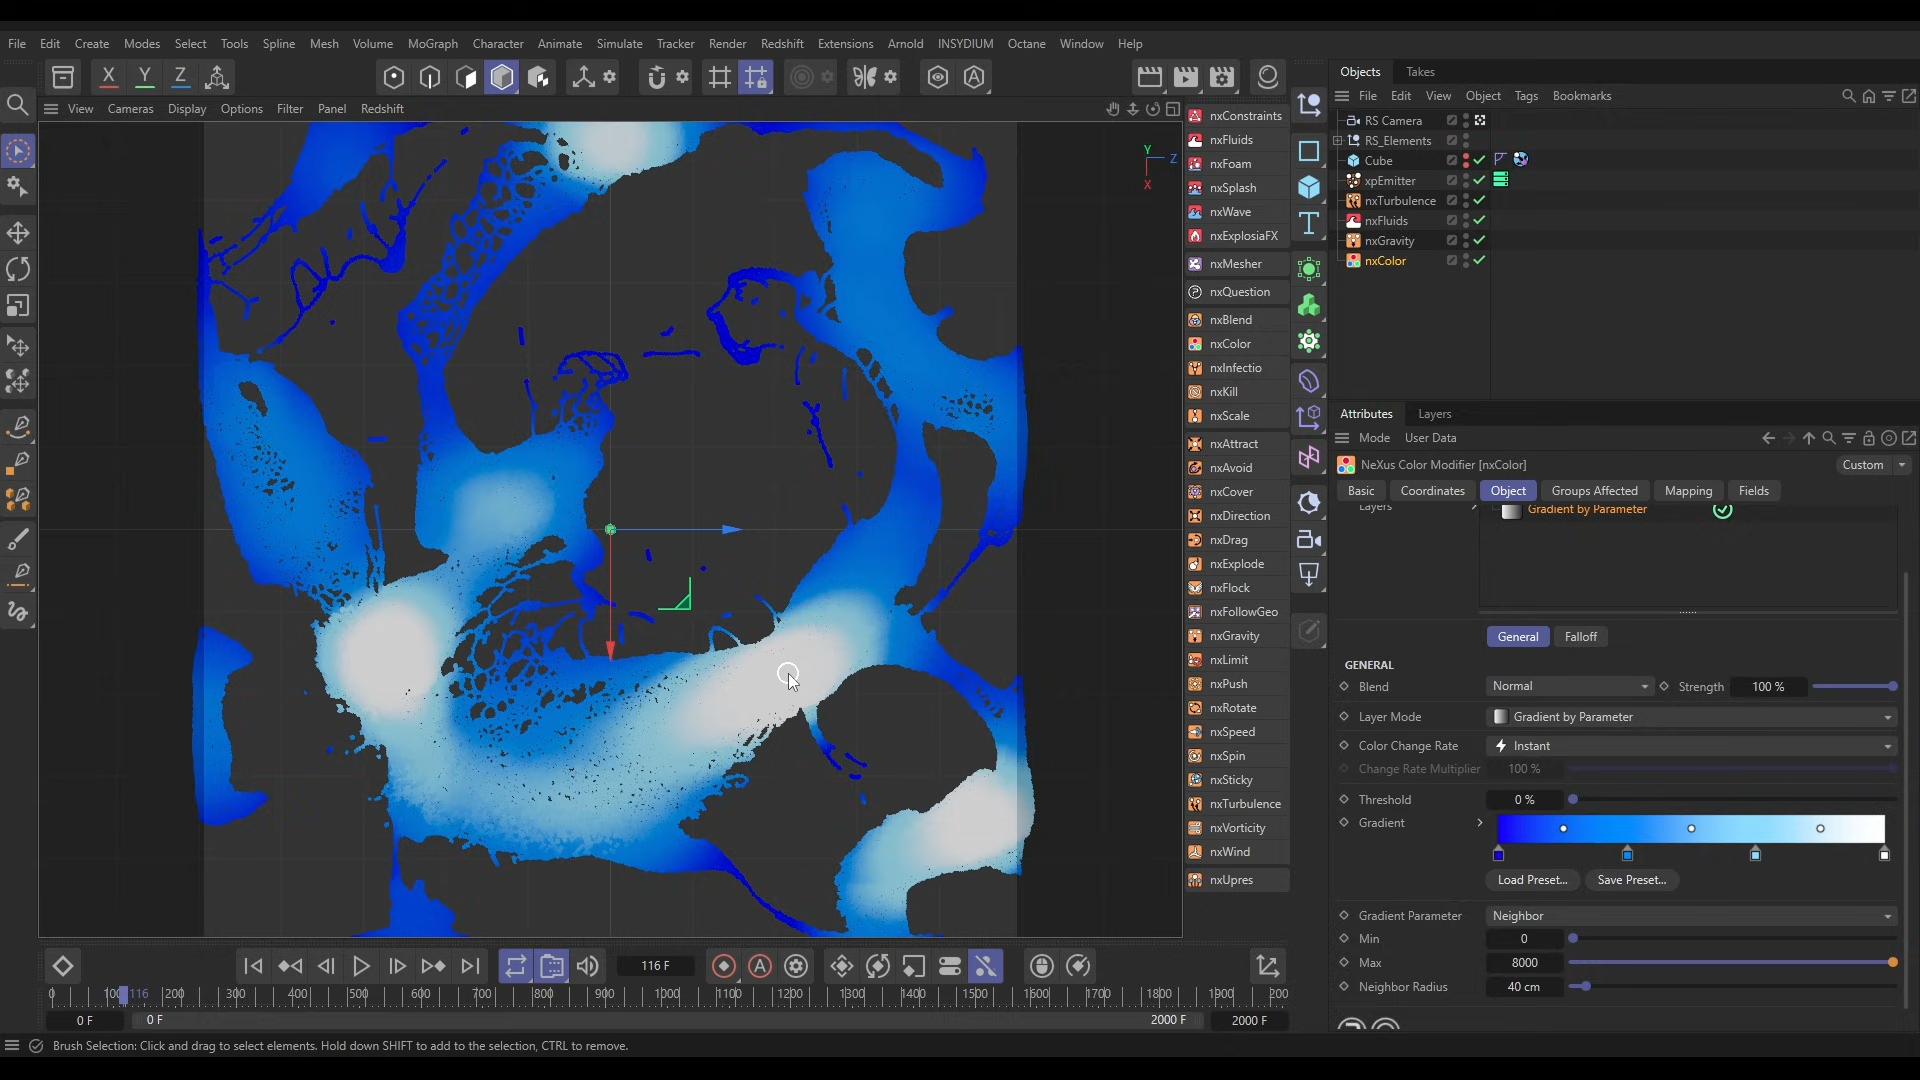 File Edit Create Modes Select Tools Spline Mesh Volume MoGraph Character Animate Simulate Tracker Render Redshift Extensions Arnold INSYDIUM Octane Window Help
X Y Z
View Cameras Display Options Filter Panel Redshift
Y
Z
X
nxConstraints
nxFluids
nxFoam
nxSplash
nxWave
nxExplosiaFX
nxMesher
nxQuestion
nxBlend
nxColor
nxInfectio
nxKill
nxScale
nxAttract
nxAvoid
nxCover
nxDirection
nxDrag
nxExplode
nxFlock
nxFollowGeo
nxGravity
nxLimit
nxPush
nxRotate
nxSpeed
nxSpin
nxSticky
nxTurbulence
nxVorticity
nxWind
nxUpres
Objects Takes
File Edit View Object Tags Bookmarks
RS Camera
RS_Elements
Cube
xpEmitter
nxTurbulence
nxFluids
nxGravity
nxColor
Attributes Layers
Mode User Data
NeXus Color Modifier [nxColor] Custom
Basic Coordinates Object Groups Affected Mapping Fields
Layers Gradient by Parameter
General Falloff
GENERAL
Blend Normal Strength 100 %
Layer Mode Gradient by Parameter
Color Change Rate Instant
Change Rate Multiplier 100 %
Threshold 0 %
Gradient
Load Preset... Save Preset...
Gradient Parameter Neighbor
Min 0
Max 8000
Neighbor Radius 40 cm
116 F
0 100 116 200 300 400 500 600 700 800 900 1000 1100 1200 1300 1400 1500 1600 1700 1800 1900 200
0 F 0 F 2000 F 2000 F
Brush Selection: Click and drag to select elements. Hold down SHIFT to add to the selection, CTRL to remove.